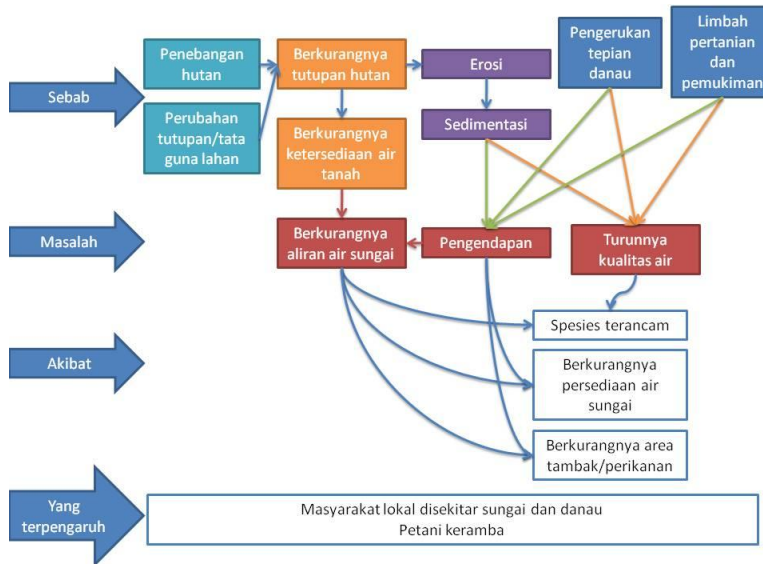 Sebab
Penebangan
hutan
Berkurangnya
tutupan hutan
Erosi
Pengerukan
tepian
danau
Limbah
pertanian
dan
pemukiman
Perubahan
tutupan/tata
guna lahan
Berkurangnya
ketersediaan air
tanah
Sedimentasi
Masalah
Berkurangnya
aliran air sungai
Pengendapan
Turunnya
kualitas air
Akibat
Spesies terancam
Berkurangnya
persediaan air
sungai
Berkurangnya area
tambak/perikanan
Yang
terpengaruh
Masyarakat lokal disekitar sungai dan danau
Petani keramba